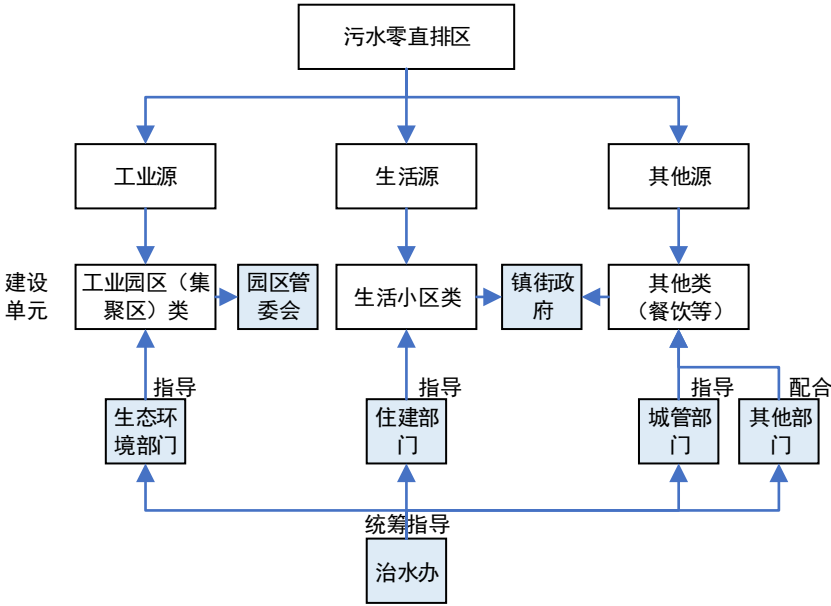 污水零直排区
工业源
生活源
其他源
建设
单元
工业园区（集
聚区）类
园区管
委会
生活小区类
镇街政
府
其他类
（餐饮等）
指导
指导
指导
配合
生态环
境部门
住建部
门
城管部
门
其他部
门
统筹指导
治水办